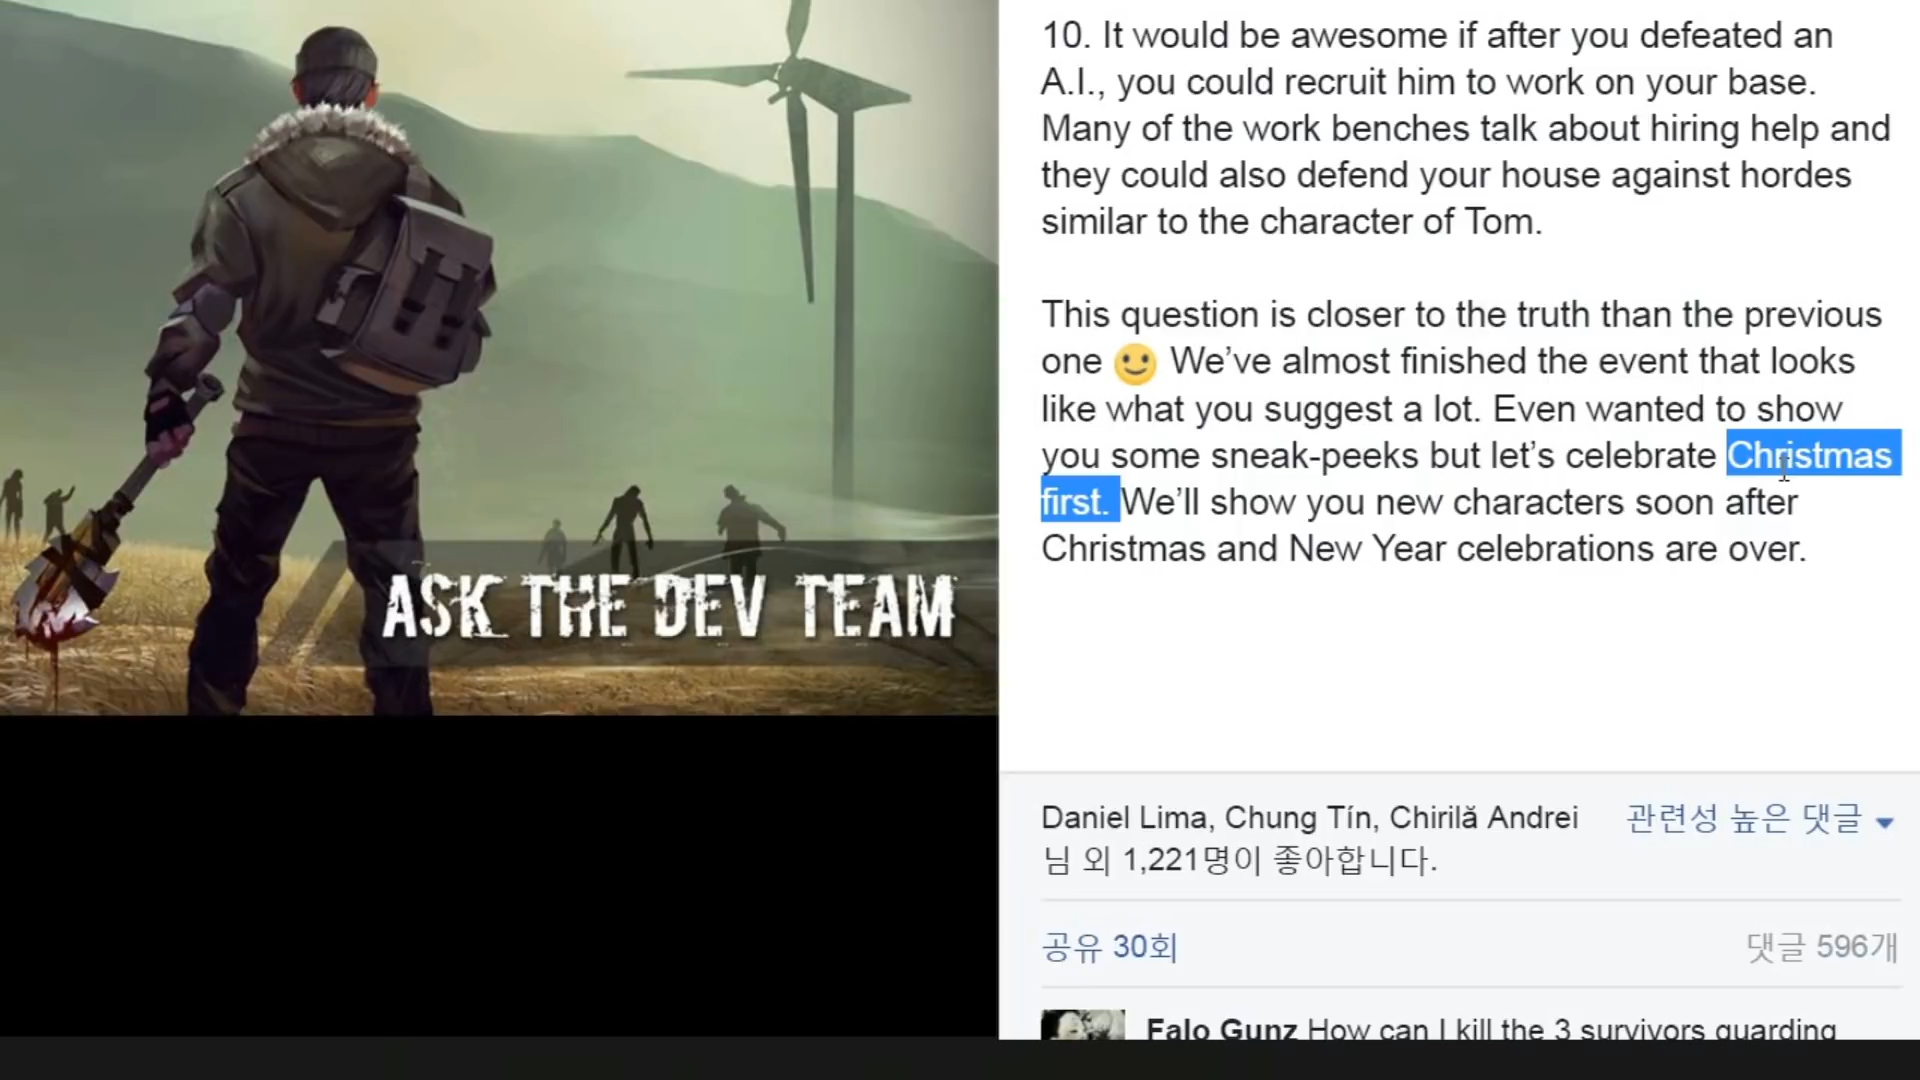 ASK THE DEV TEAM
10. It would be awesome if after you defeated an
A.I., you could recruit him to work on your base.
Many of the work benches talk about hiring help and
they could also defend your house against hordes
similar to the character of Tom.
This question is closer to the truth than the previous
one 🙂 We’ve almost finished the event that looks
like what you suggest a lot. Even wanted to show
you some sneak-peeks but let’s celebrate Christmas
first. We’ll show you new characters soon after
Christmas and New Year celebrations are over.
Daniel Lima, Chung Tín, Chirilă Andrei
님 외 1,221명이 좋아합니다.
관련성 높은 댓글
공유 30회
댓글 596개
Falo Gunz How can I kill the 3 survivors guarding